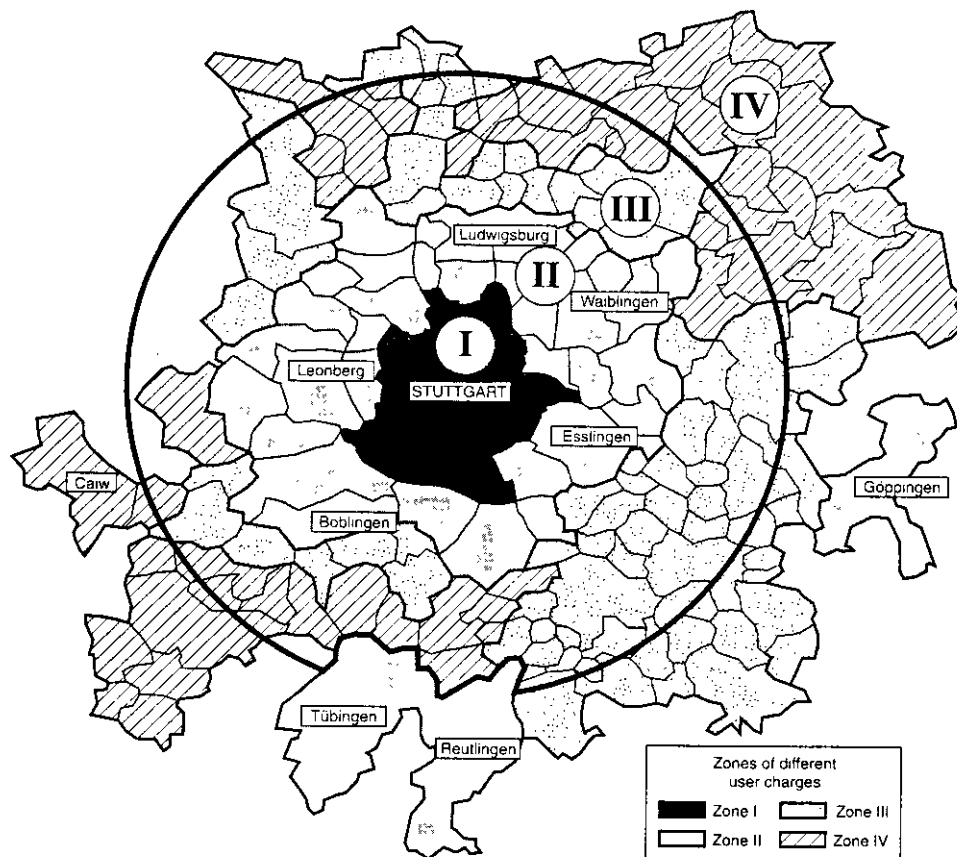 IV
III
Ludwigsburg
II
Waiblingen
I
Leonberg
STUTTGART
Esslingen
Calw
Göppingen
Boblingen
Tübingen
Reutlingen
Zones of different
user charges
Zone I
Zone III
Zone II
Zone IV